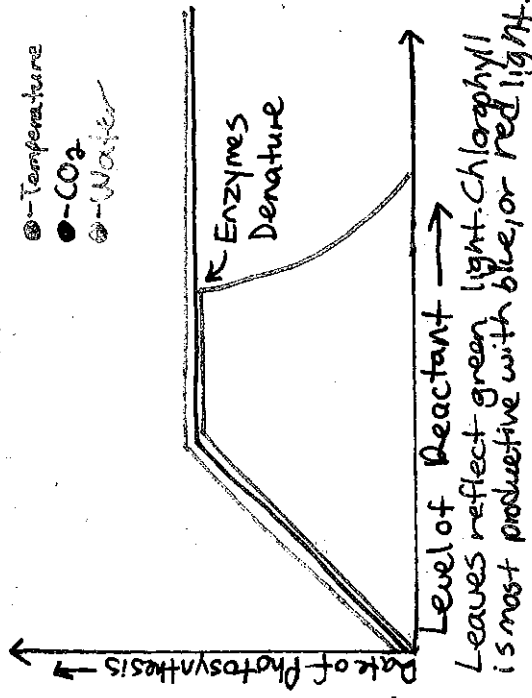 - Temperature
- CO2
- Water
Enzymes
Denature
Rate of Photosynthesis →
Level of Reactant →
Leaves reflect green light. Chlorophyll
is most productive with blue, or red light.